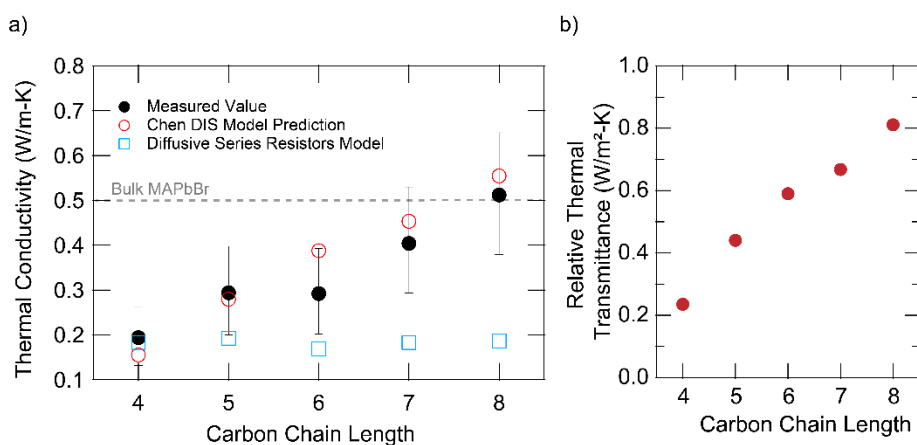 a)
Thermal Conductivity (W/m-K)
0.8
0.7
0.6
0.5
0.4
0.3
0.2
0.1
Measured Value
Chen DIS Model Prediction
Diffusive Series Resistors Model
Bulk MAPbBr
4 5 6 7 8
Carbon Chain Length
b)
Relative Thermal
Transmittance (W/m²-K)
1.0
0.8
0.6
0.4
0.2
0.0
4 5 6 7 8
Carbon Chain Length